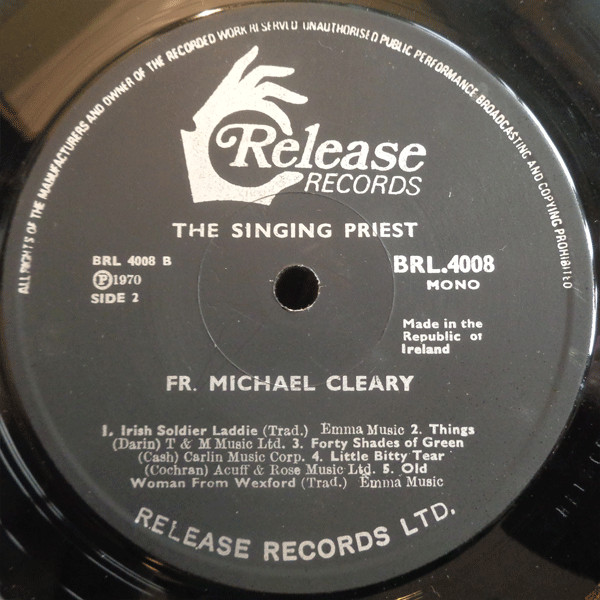 ALL RIGHTS OF THE MANUFACTURERS AND OWNER OF THE RECORDED WORK RESERVED UNAUTHORISED PUBLIC PERFORMANCE BROADCASTING AND COPYING PROHIBITED
Release
RECORDS
THE SINGING PRIEST
BRL 4008 B
Ⓟ1970
SIDE 2
BRL.4008
MONO
Made in the
Republic of
Ireland
FR. MICHAEL CLEARY
1. Irish Soldier Laddie (Trad.) Emma Music 2. Things
(Darin) T & M Music Ltd. 3. Forty Shades of Green
(Cash) Carlin Music Corp. 4. Little Bitty Tear
(Cochran) Acuff & Rose Music Ltd. 5. Old
Woman From Wexford (Trad.) Emma Music
RELEASE RECORDS LTD.